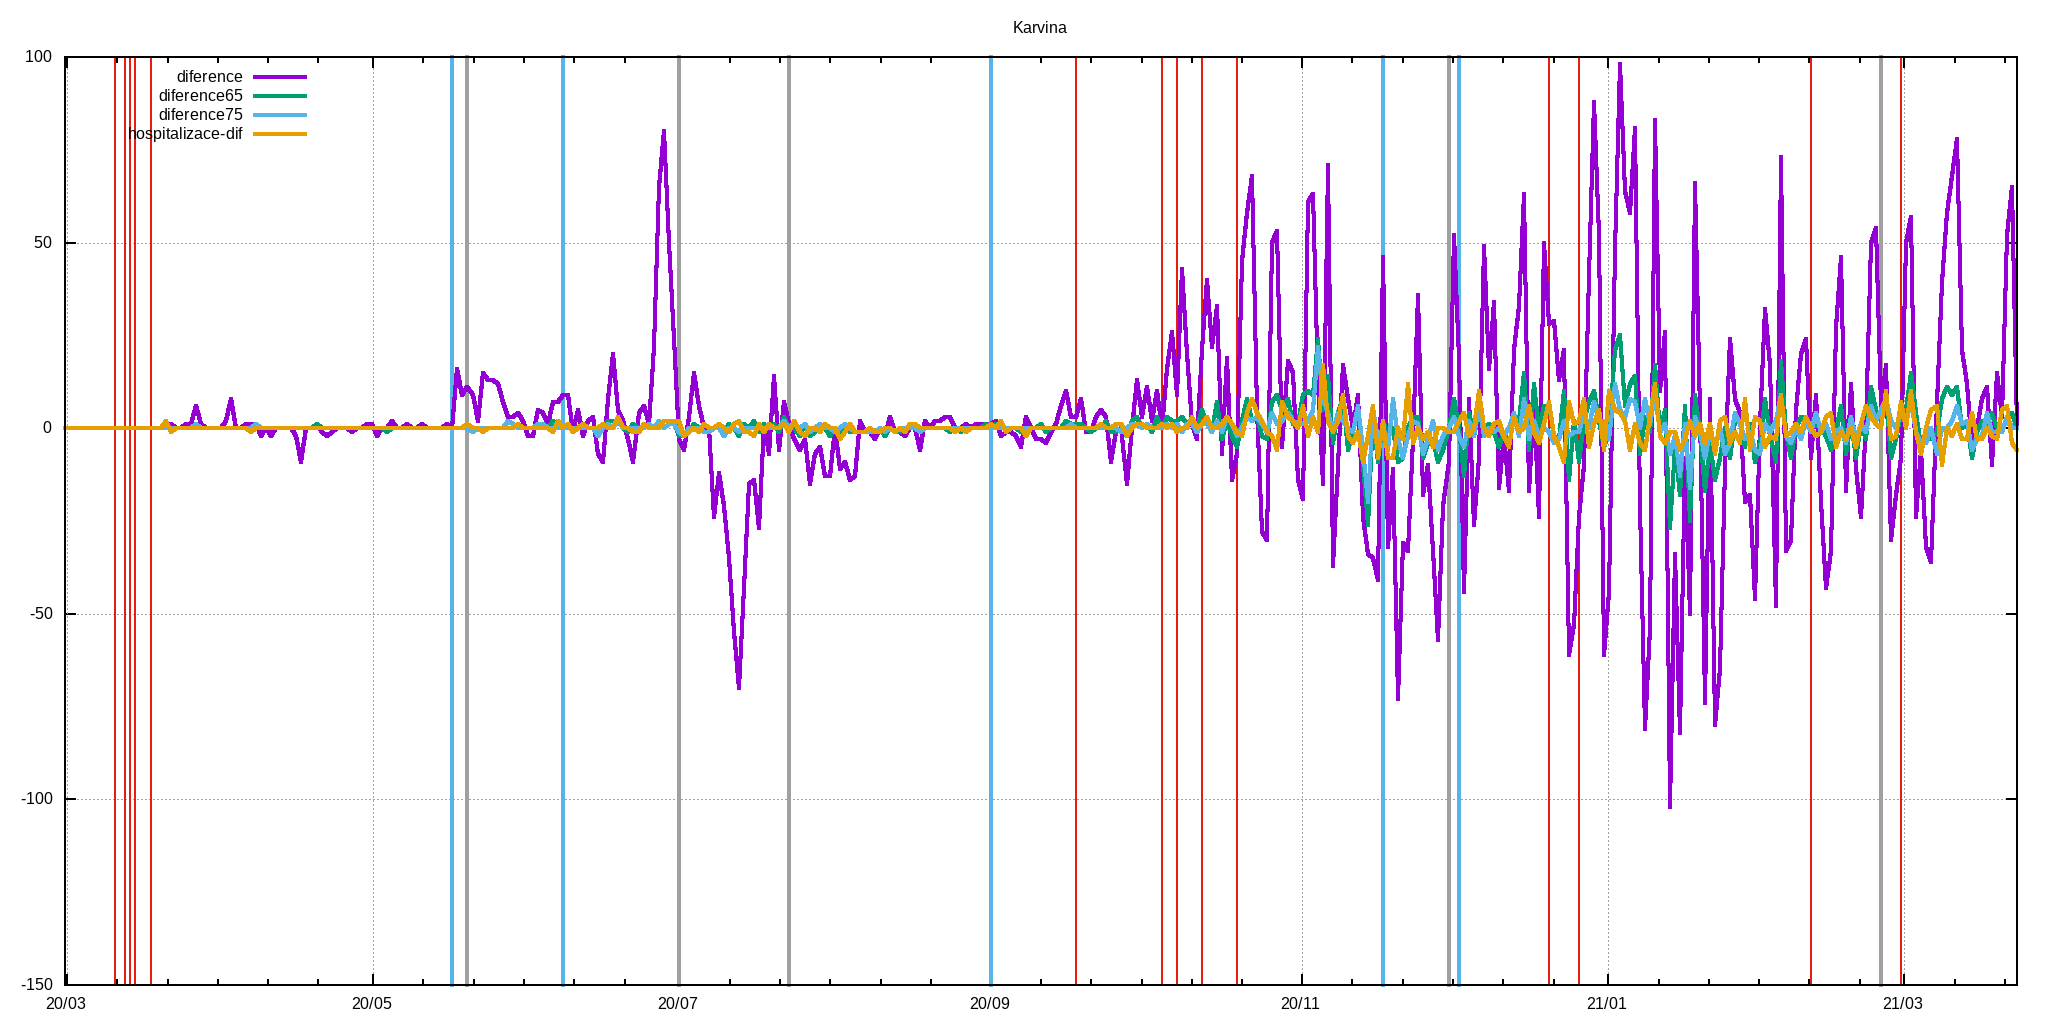 Karvina
100
diference
diference65
diference75
hospitalizace-dif
50
0
-50
-100
-150
20/03 20/05 20/07 20/09 20/11 21/01 21/03